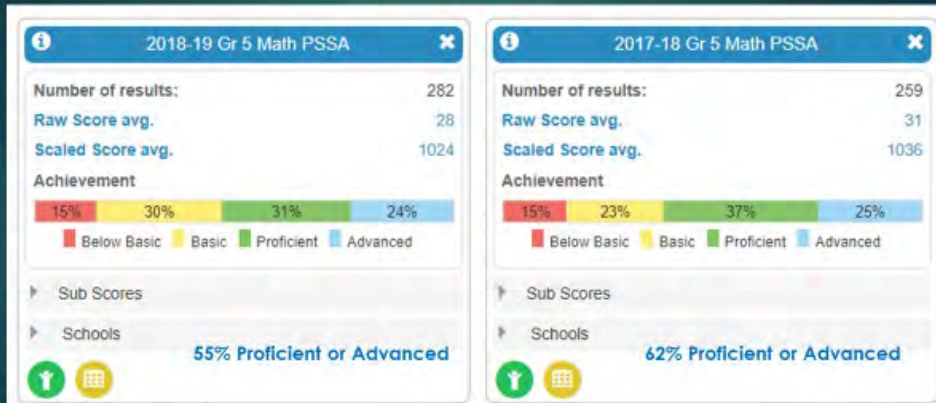 2018-19 Gr 5 Math PSSA
Number of results: 282
Raw Score avg. 28
Scaled Score avg. 1024
Achievement
15% 30% 31% 24%
Below Basic Basic Proficient Advanced
Sub Scores
Schools
55% Proficient or Advanced
2017-18 Gr 5 Math PSSA
Number of results: 259
Raw Score avg. 31
Scaled Score avg. 1036
Achievement
15% 23% 37% 25%
Below Basic Basic Proficient Advanced
Sub Scores
Schools
62% Proficient or Advanced